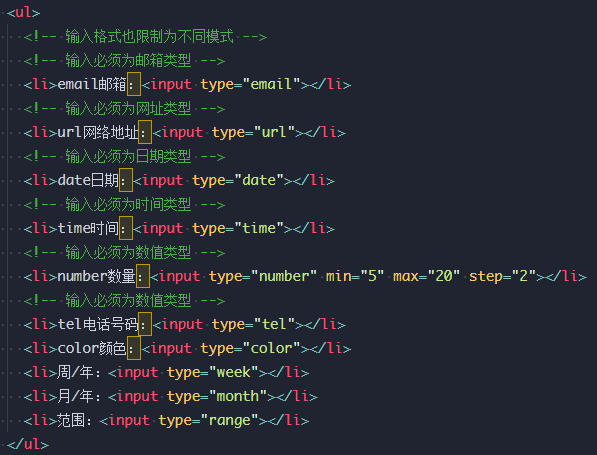 <ul>
<!-- 输入格式也限制为不同模式 -->
<!-- 输入必须为邮箱类型 -->
<li>email邮箱：<input type="email"></li>
<!-- 输入必须为网址类型 -->
<li>url网络地址：<input type="url"></li>
<!-- 输入必须为日期类型 -->
<li>date日期：<input type="date"></li>
<!-- 输入必须为时间类型 -->
<li>time时间：<input type="time"></li>
<!-- 输入必须为数值类型 -->
<li>number数量：<input type="number" min="5" max="20" step="2"></li>
<!-- 输入必须为数值类型 -->
<li>tel电话号码：<input type="tel"></li>
<li>color颜色：<input type="color"></li>
<li>周/年：<input type="week"></li>
<li>月/年：<input type="month"></li>
<li>范围：<input type="range"></li>
</ul>